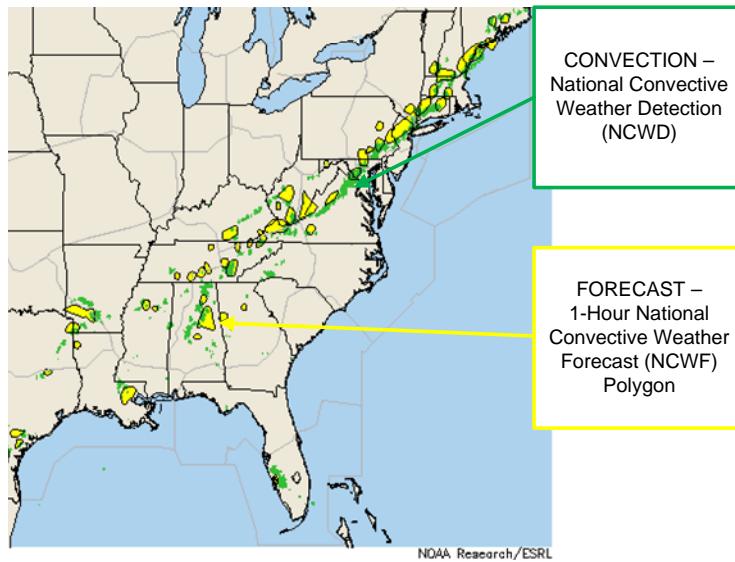 CONVECTION –
National Convective
Weather Detection
(NCWD)
FORECAST –
1-Hour National
Convective Weather
Forecast (NCWF)
Polygon
NOAA Research/ESRL